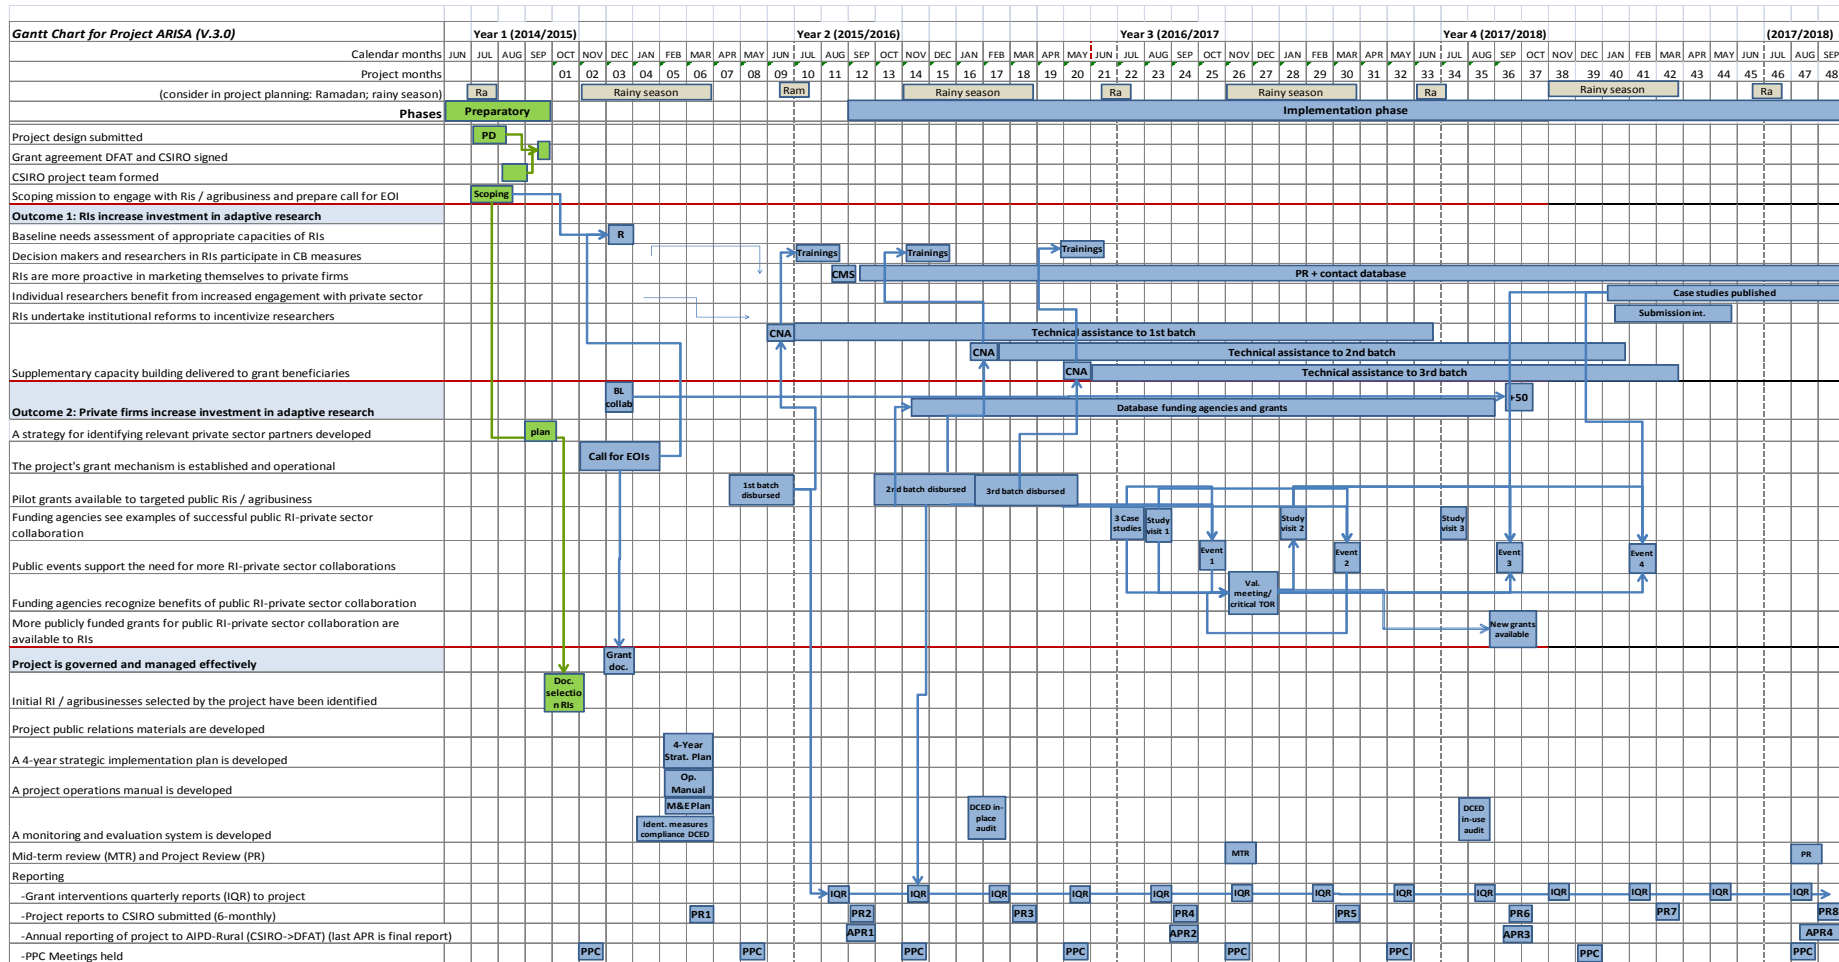 Gantt Chart for Project ARISA (V.3.0)
Year 1 (2014/2015)
Year 2 (2015/2016)
Year 3 (2016/2017
Year 4 (2017/2018)
(2017/2018)
Calendar months JUN JUL AUG SEP OCT NOV DEC JAN FEB MAR APR MAY JUN JUL AUG SEP OCT NOV DEC JAN FEB MAR APR MAY JUN JUL AUG SEP OCT NOV DEC JAN FEB MAR APR MAY JUN JUL AUG SEP OCT NOV DEC JAN FEB MAR APR MAY JUN JUL AUG SEP
Project months 01 02 03 04 05 06 07 08 09 10 11 12 13 14 15 16 17 18 19 20 21 22 23 24 25 26 27 28 29 30 31 32 33 34 35 36 37 38 39 40 41 42 43 44 45 46 47 48
(consider in project planning: Ramadan; rainy season) Ra Rainy season Ram Rainy season Ra Rainy season Ra Rainy season Ra
Phases Preparatory Implementation phase
Project design submitted PD
Grant agreement DFAT and CSIRO signed
CSIRO project team formed
Scoping mission to engage with Ris / agribusiness and prepare call for EOI Scoping
Outcome 1: RIs increase investment in adaptive research
Baseline needs assessment of appropriate capacities of RIs R
Decision makers and researchers in RIs participate in CB measures Trainings Trainings Trainings
RIs are more proactive in marketing themselves to private firms CMS PR + contact database
Individual researchers benefit from increased engagement with private sector Case studies published
RIs undertake institutional reforms to incentivize researchers Submission int.
CNA Technical assistance to 1st batch
CNA Technical assistance to 2nd batch
Supplementary capacity building delivered to grant beneficiaries CNA Technical assistance to 3rd batch
BL
collab
+50
Outcome 2: Private firms increase investment in adaptive research Database funding agencies and grants
A strategy for identifying relevant private sector partners developed plan
The project's grant mechanism is established and operational Call for EOIs
Pilot grants available to targeted public Ris / agribusiness
1st batch
disbursed
2nd batch disbursed
3rd batch disbursed
Funding agencies see examples of successful public RI-private sector
collaboration
3 Case
studies
Study
visit 1
Study
visit 2
Study
visit 3
Public events support the need for more RI-private sector collaborations
Event
1
Event
2
Event
3
Event
4
Funding agencies recognize benefits of public RI-private sector collaboration
Val.
meeting/
critical TOR
More publicly funded grants for public RI-private sector collaboration are
available to RIs
New grants
available
Project is governed and managed effectively
Grant
doc.
Initial RI / agribusinesses selected by the project have been identified
Doc.
selectio
n RIs
Project public relations materials are developed
A 4-year strategic implementation plan is developed
4-Year
Strat. Plan
A project operations manual is developed
Op.
Manual
M&E Plan
A monitoring and evaluation system is developed
Ident. measures
compliance DCED
DCED in-
place
audit
DCED
in-use
audit
Mid-term review (MTR) and Project Review (PR) MTR PR
Reporting
-Grant interventions quarterly reports (IQR) to project IQR IQR IQR IQR IQR IQR IQR IQR IQR IQR IQR IQR IQR
-Project reports to CSIRO submitted (6-monthly) PR1 PR2 PR3 PR4 PR5 PR6 PR7 PR8
-Annual reporting of project to AIPD-Rural (CSIRO->DFAT) (last APR is final report) APR1 APR2 APR3 APR4
-PPC Meetings held PPC PPC PPC PPC PPC PPC PPC PPC